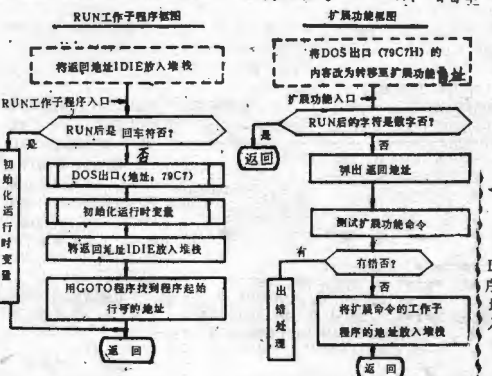 RUN工作子程序框图
将返回地址IDIE放入堆栈
RUN工作子程序入口
RUN后是 回车符否?
是
否
初始化运行时变量
DOS出口(地址: 79C7)
初始化运行时变量
将返回地址IDIE放入堆栈
用GOTO程序找到程序起始
行号的地址
返 回
扩展功能框图
将DOS出口(79C7H)的
内容改为转移至扩展功能
扩展功能入口
RUN后的字符是数字否?
是
返回
否
弹出 返回地址
测试扩展功能命令
有
有错否?
否
出错处理
将扩展命令的工作子
程序的地址放入堆栈
返 回